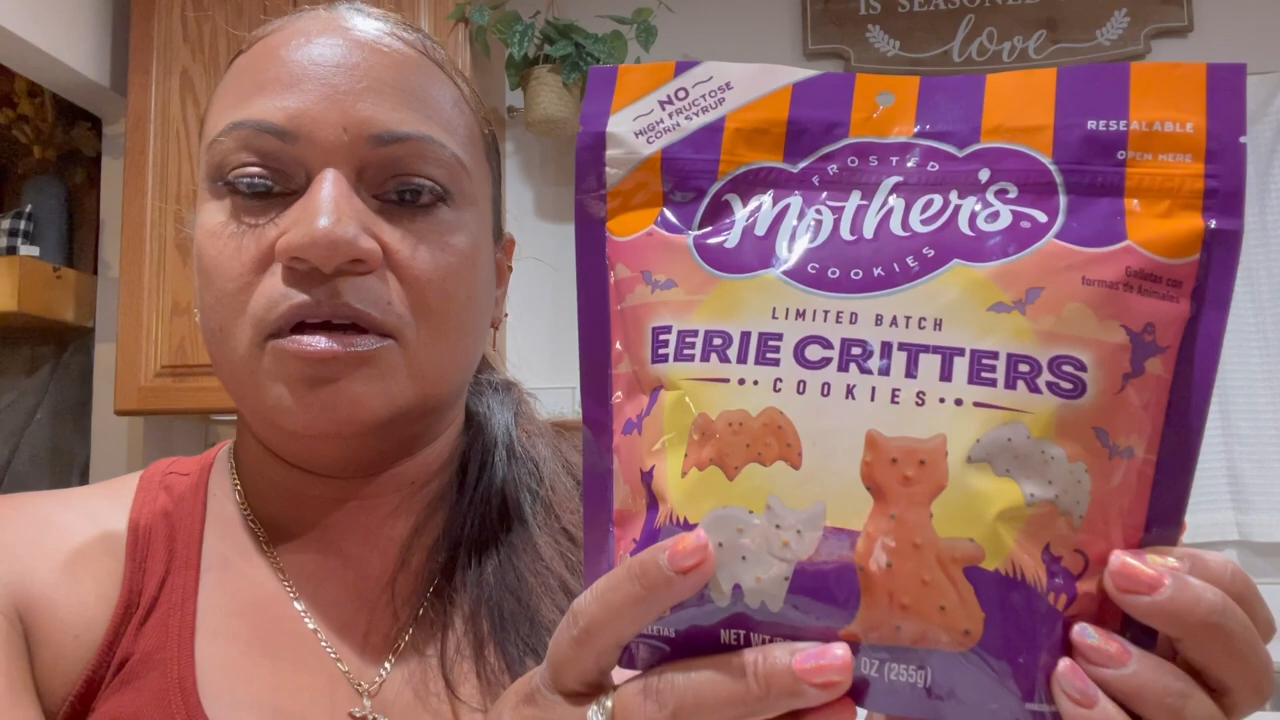 IS SEASONED
love
NO
HIGH FRUCTOSE
CORN SYRUP
RESEALABLE
OPEN HERE
FROSTED
Mother's®
COOKIES
Galletas con
formas de Animales
LIMITED BATCH
EERIE CRITTERS
COOKIES
NET WT
OZ (255g)